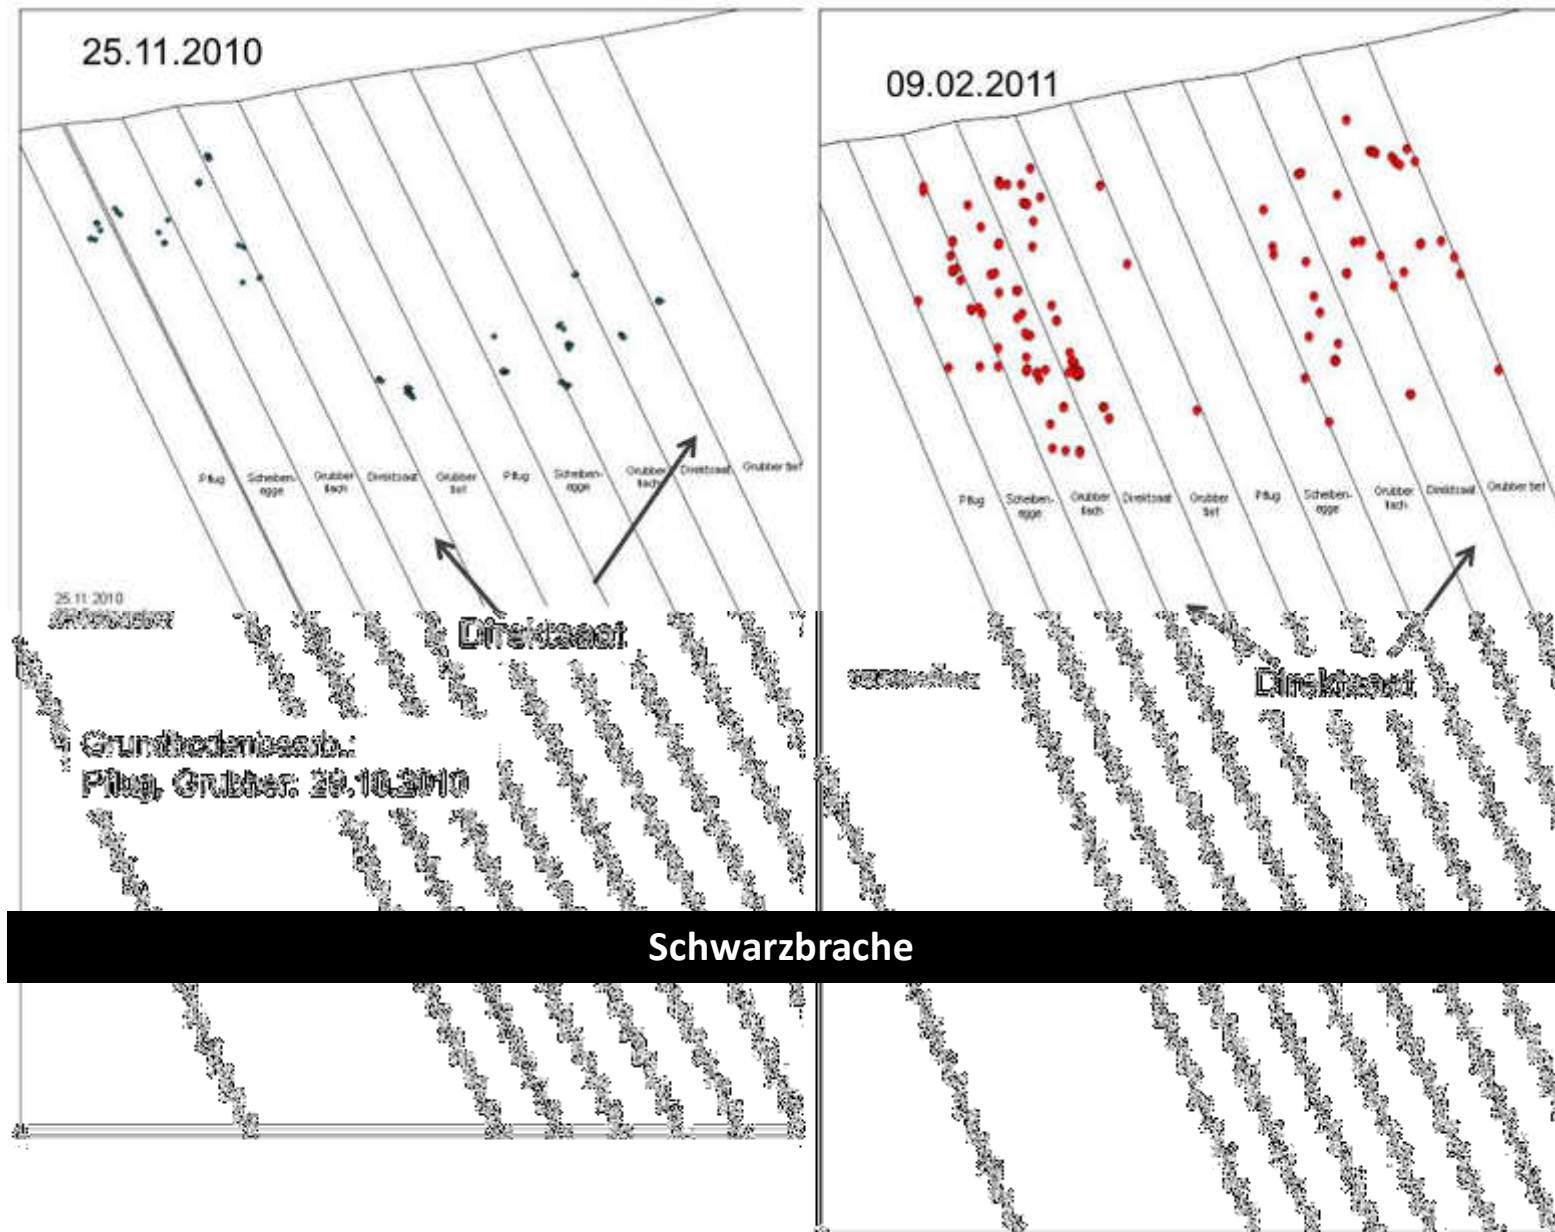 25.11.2010
Pflug
Scheiben-
egge
Grubber
flach
Direktsaat
Grubber
tief
Pflug
Scheiben-
egge
Grubber
flach
Direktsaat
Grubber tief
25.11.2010
Direktsaat
Grundbodenbearb.:
Pflug, Grubber: 29.10.2010
09.02.2011
Pflug
Scheiben-
egge
Grubber
flach
Direktsaat
Grubber
tief
Pflug
Scheiben-
egge
Grubber
flach
Direktsaat
Grubber tief
Direktsaat
Schwarzbrache